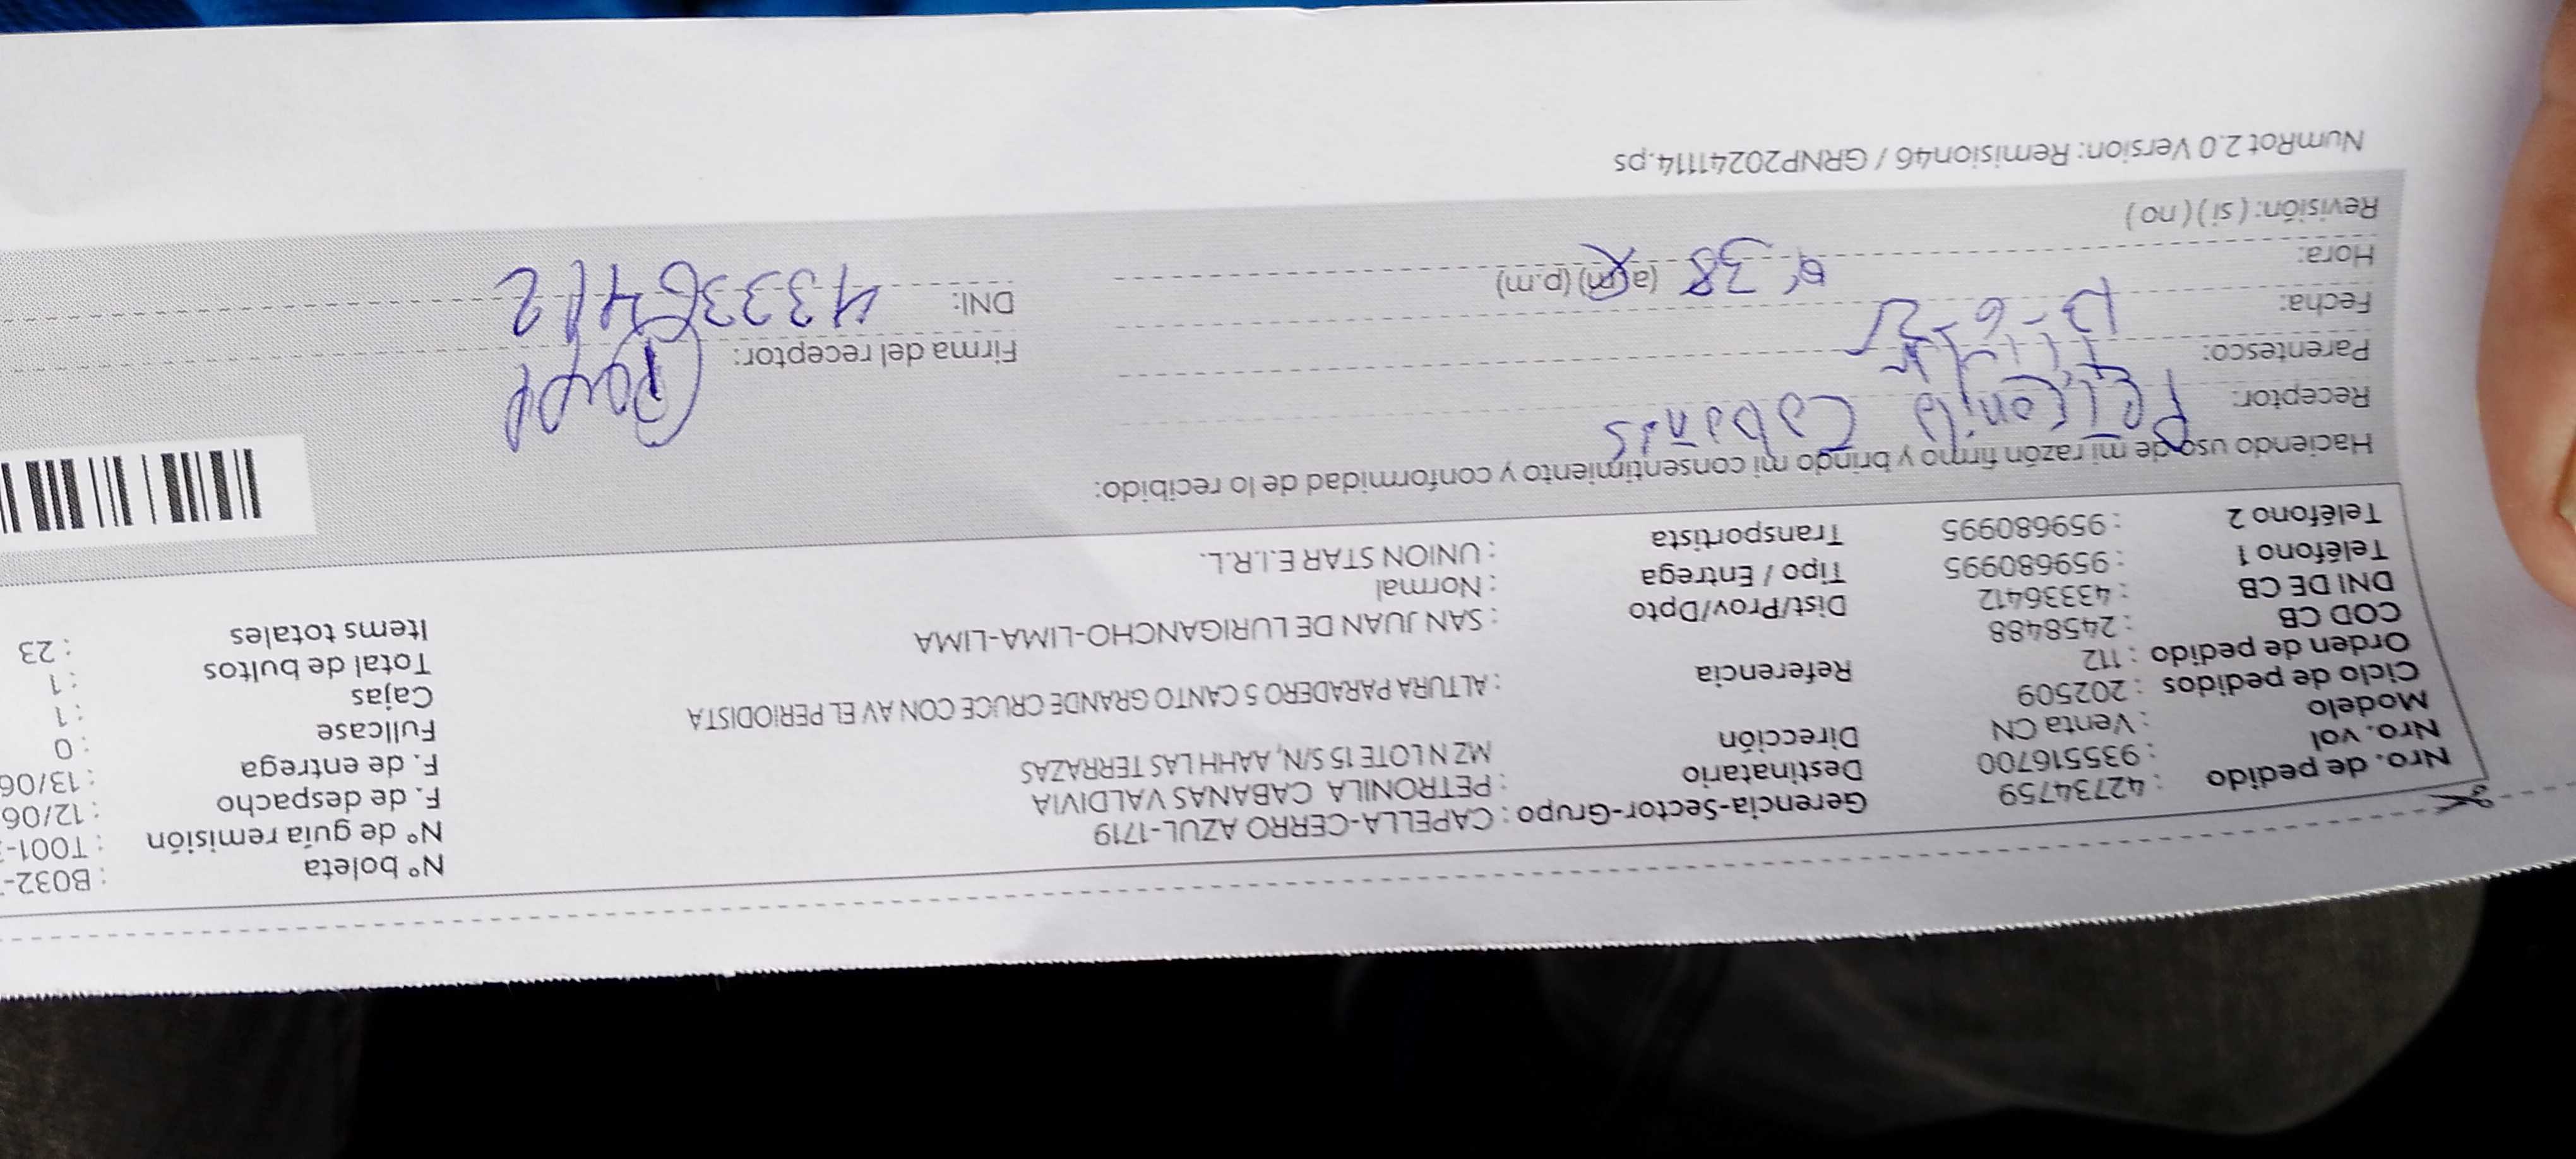 Nro. de pedido : 42734759 Gerencia-Sector-Grupo : CAPELLA-CERRO AZUL-1719 Nº boleta : B032-
Nro. vol : 935516700 Destinatario : PETRONILA CABANAS VALDIVIA Nº de guía remisión : T001-
Modelo : Venta CN Dirección MZ N LOTE 15 S/N, AAHH LAS TERRAZAS F. de despacho : 12/06
Ciclo de pedidos : 202509 F. de entrega : 13/06
Orden de pedido : 112 Referencia : ALTURA PARADERO 5 CANTO GRANDE CRUCE CON AV EL PERIODISTA Fullcase : 0
COD CB : 2458488 Cajas : 1
DNI DE CB : 43336412 Dist/Prov/Dpto : SAN JUAN DE LURIGANCHO-LIMA-LIMA Total de bultos : 1
Teléfono 1 : 959680995 Tipo / Entrega : Normal Items totales : 23
Teléfono 2 : 959680995 Transportista : UNION STAR E.I.R.L.
Haciendo uso de mi razón firmo y brindo mi consentimiento y conformidad de lo recibido:
Receptor: Petronila Cabañas
Parentesco: Titular Firma del receptor:
Fecha: 13-6-25 DNI: 43336412
Hora: 38 (a.m) (p.m)
Revisión: ( si ) ( no )
NumRot 2.0 Version: Remision46 / GRNP20241114.ps